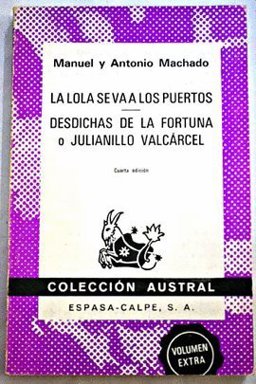 Manuel y Antonio Machado
LA LOLA SE VA A LOS PUERTOS
DESDICHAS DE LA FORTUNA
o JULIANILLO VALCÁRCEL
Cuarta edición
COLECCIÓN AUSTRAL
ESPASA-CALPE, S. A.
VOLUMEN
EXTRA